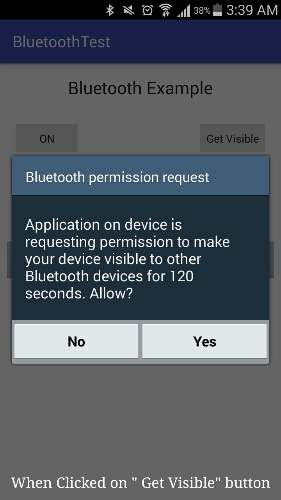 38% 3:39 AM
BluetoothTest
Bluetooth Example
ON
Get Visible
Bluetooth permission request
Application on device is
requesting permission to make
your device visible to other
Bluetooth devices for 120
seconds. Allow?
No
Yes
When Clicked on " Get Visible" button